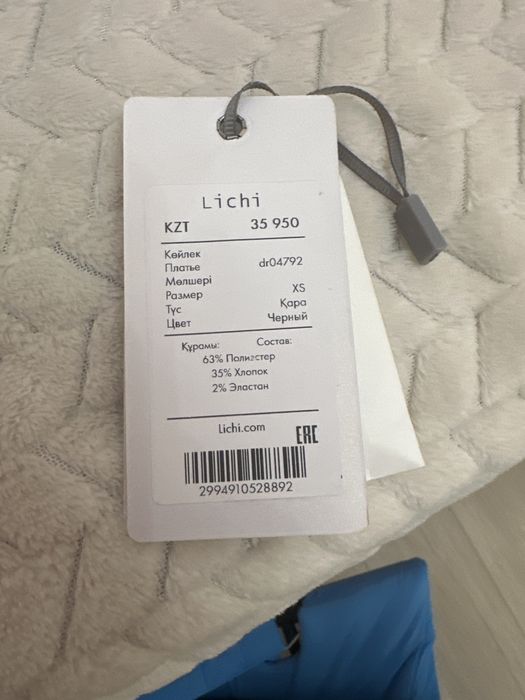 Lichi
KZT 35 950
Көйлек
Платье dr04792
Мөлшері
Размер XS
Түс Қара
Цвет Черный
Құрамы: Состав:
63% Полиэстер
35% Хлопок
2% Эластан
Lichi.com
EAC
2994910528892